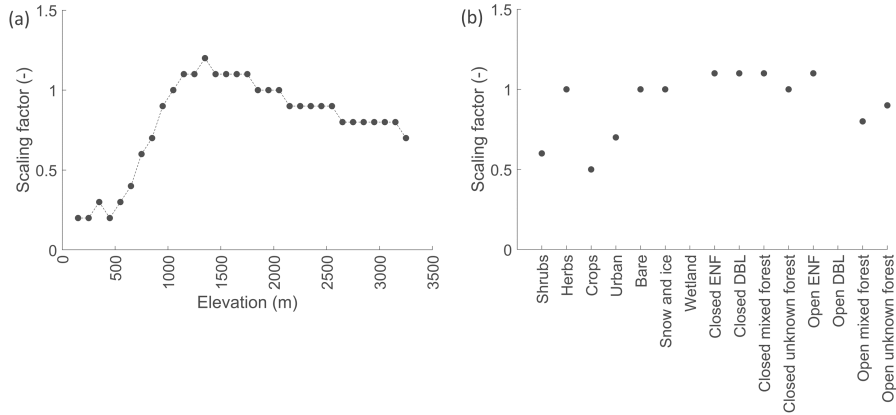 (a)
1.5
1
0.5
0
Scaling factor (-)
0
500
1000
1500
2000
2500
3000
3500
Elevation (m)
(b)
1.5
1
0.5
0
Scaling factor (-)
Shrubs
Herbs
Crops
Urban
Bare
Snow and ice
Wetland
Closed ENF
Closed DBL
Closed mixed forest
Closed unknown forest
Open ENF
Open DBL
Open mixed forest
Open unknown forest